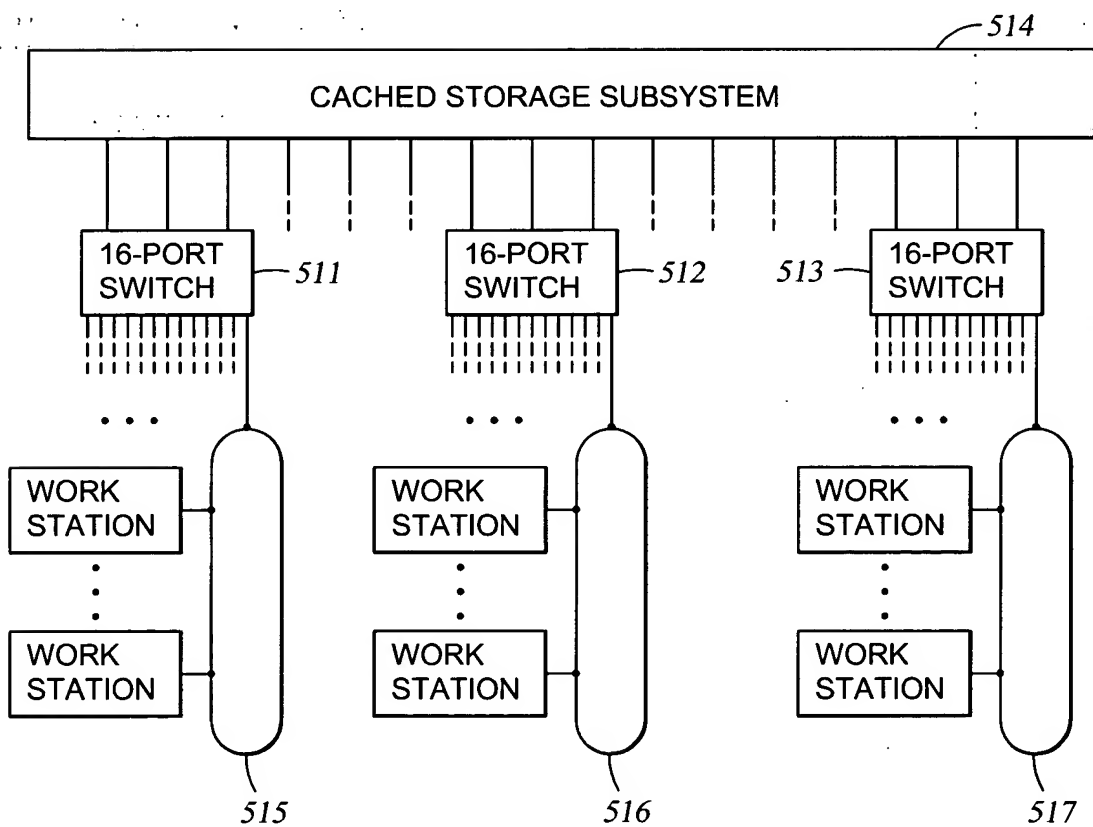 514
CACHED STORAGE SUBSYSTEM
16-PORT
SWITCH
511
16-PORT
SWITCH
512
513
16-PORT
SWITCH
WORK
STATION
WORK
STATION
WORK
STATION
WORK
STATION
WORK
STATION
WORK
STATION
515
516
517